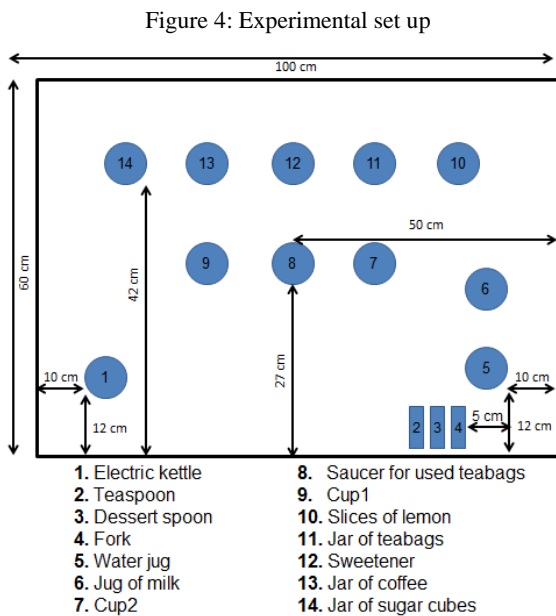 Figure 4: Experimental set up
100 cm
14 13 12 11 10
50 cm
60 cm
42 cm
9 8 7
6
27 cm
10 cm
1
5
10 cm
12 cm
2 3 4
5 cm
12 cm
1. Electric kettle
2. Teaspoon
3. Dessert spoon
4. Fork
5. Water jug
6. Jug of milk
7. Cup2
8. Saucer for used teabags
9. Cup1
10. Slices of lemon
11. Jar of teabags
12. Sweetener
13. Jar of coffee
14. Jar of sugar cubes